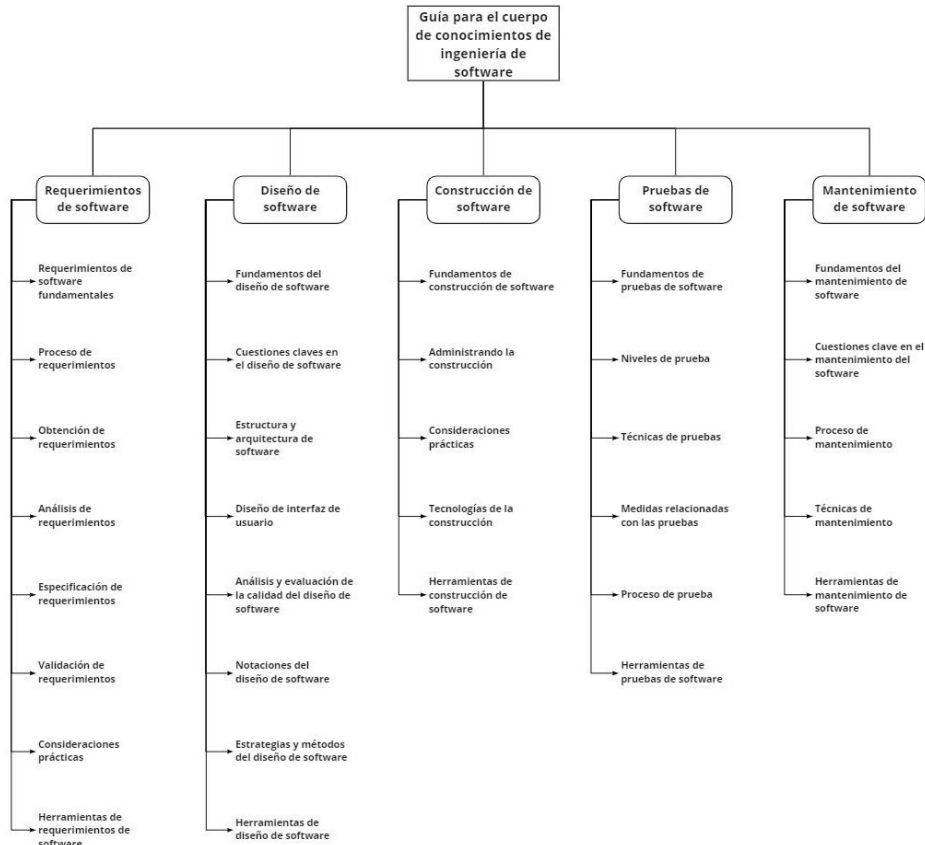 Guía para el cuerpo
de conocimientos de
ingeniería de
software
Requerimientos
de software
Requerimientos de
software
fundamentales
Proceso de
requerimientos
Obtención de
requerimientos
Análisis de
requerimientos
Especificación de
requerimientos
Validación de
requerimientos
Consideraciones
prácticas
Herramientas de
requerimientos de
software
Diseño de
software
Fundamentos del
diseño de software
Cuestiones claves en
el diseño de software
Estructura y
arquitectura de
software
Diseño de interfaz de
usuario
Análisis y evaluación de
la calidad del diseño de
software
Notaciones del
diseño de software
Estrategias y métodos
del diseño de software
Herramientas de
diseño de software
Construcción de
software
Fundamentos de
construcción de software
Administrando la
construcción
Consideraciones
prácticas
Tecnologías de la
construcción
Herramientas de
construcción de
software
Pruebas de
software
Fundamentos de
pruebas de software
Niveles de prueba
Técnicas de pruebas
Medidas relacionadas
con las pruebas
Proceso de prueba
Herramientas de
pruebas de software
Mantenimiento
de software
Fundamentos del
mantenimiento de
software
Cuestiones clave en el
mantenimiento del
software
Proceso de
mantenimiento
Técnicas de
mantenimiento
Herramientas de
mantenimiento de
software